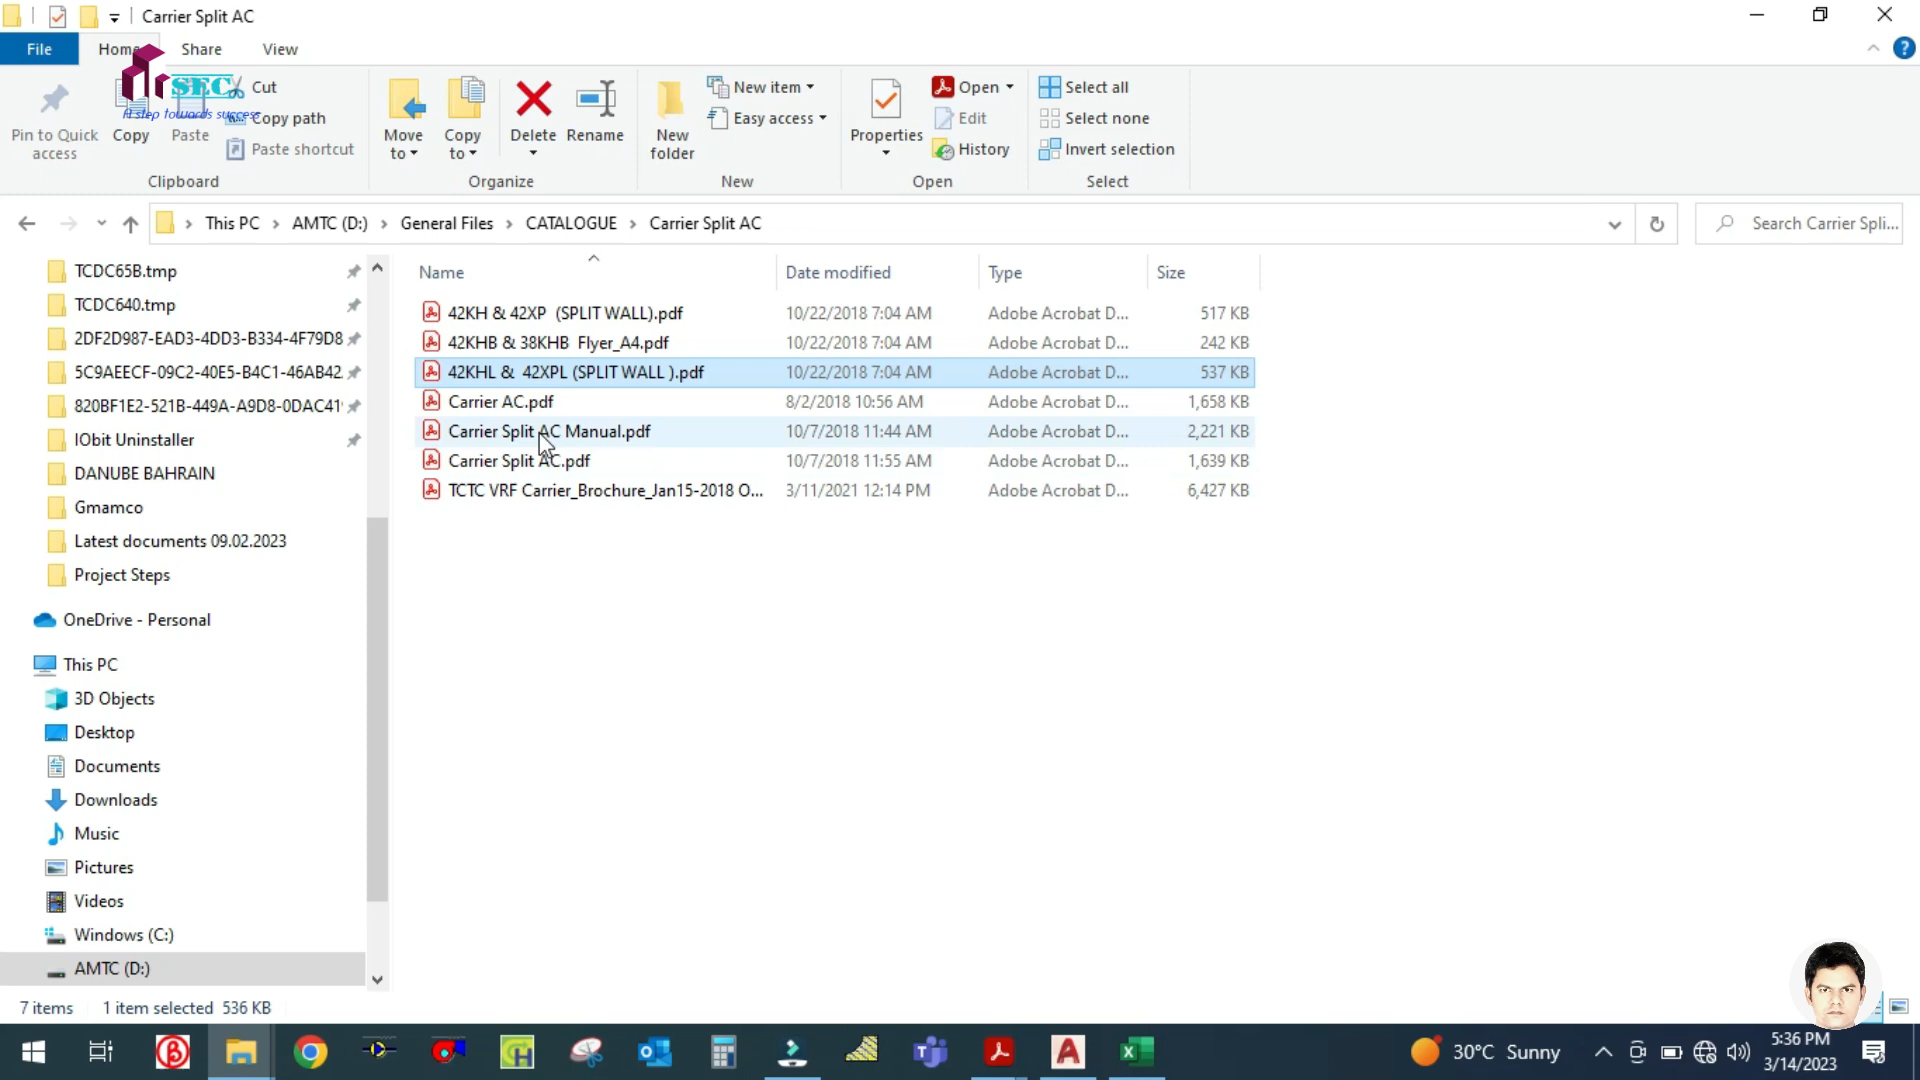 Carrier Split AC
File
Home
Share
View
SEC
A step towards success
Pin to Quick access
Copy
Paste
Cut
Copy path
Paste shortcut
Clipboard
Move to
Copy to
Delete
Rename
Organize
New folder
New item
Easy access
New
Properties
Open
Edit
History
Open
Select all
Select none
Invert selection
Select
This PC
AMTC (D:)
General Files
CATALOGUE
Carrier Split AC
Search Carrier Spli...
TCDC65B.tmp
TCDC640.tmp
2DF2D987-EAD3-4DD3-B334-4F79D8
5C9AEECF-09C2-40E5-B4C1-46AB42
820BF1E2-521B-449A-A9D8-0DAC41
IObit Uninstaller
DANUBE BAHRAIN
Gmamco
Latest documents 09.02.2023
Project Steps
OneDrive - Personal
This PC
3D Objects
Desktop
Documents
Downloads
Music
Pictures
Videos
Windows (C:)
AMTC (D:)
Name Date modified Type Size
42KH & 42XP (SPLIT WALL).pdf 10/22/2018 7:04 AM Adobe Acrobat D... 517 KB
42KHB & 38KHB Flyer_A4.pdf 10/22/2018 7:04 AM Adobe Acrobat D... 242 KB
42KHL & 42XPL (SPLIT WALL ).pdf 10/22/2018 7:04 AM Adobe Acrobat D... 537 KB
Carrier AC.pdf 8/2/2018 10:56 AM Adobe Acrobat D... 1,658 KB
Carrier Split AC Manual.pdf 10/7/2018 11:44 AM Adobe Acrobat D... 2,221 KB
Carrier Split AC.pdf 10/7/2018 11:55 AM Adobe Acrobat D... 1,639 KB
TCTC VRF Carrier_Brochure_Jan15-2018 O... 3/11/2021 12:14 PM Adobe Acrobat D... 6,427 KB
7 items 1 item selected 536 KB
30°C Sunny
5:36 PM
3/14/2023